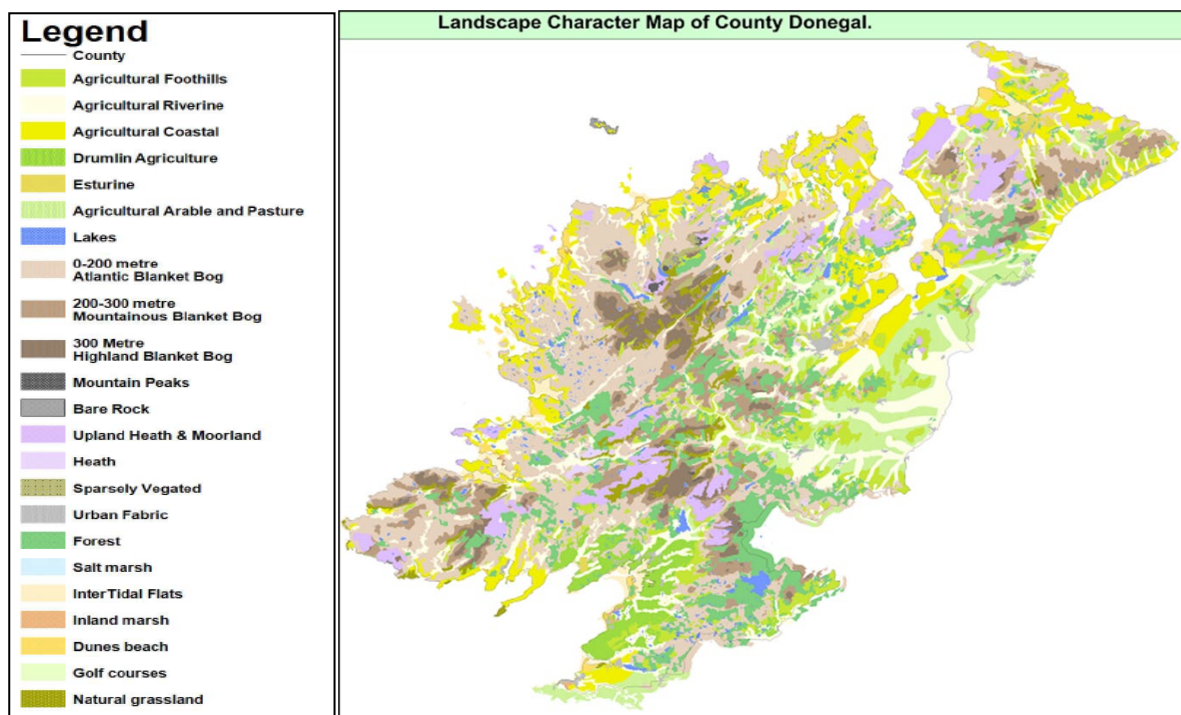 Legend
County
Agricultural Foothills
Agricultural Riverine
Agricultural Coastal
Drumlin Agriculture
Esturine
Agricultural Arable and Pasture
Lakes
0-200 metre
Atlantic Blanket Bog
200-300 metre
Mountainous Blanket Bog
300 Metre
Highland Blanket Bog
Mountain Peaks
Bare Rock
Upland Heath & Moorland
Heath
Sparsely Vegated
Urban Fabric
Forest
Salt marsh
InterTidal Flats
Inland marsh
Dunes beach
Golf courses
Natural grassland
Landscape Character Map of County Donegal.